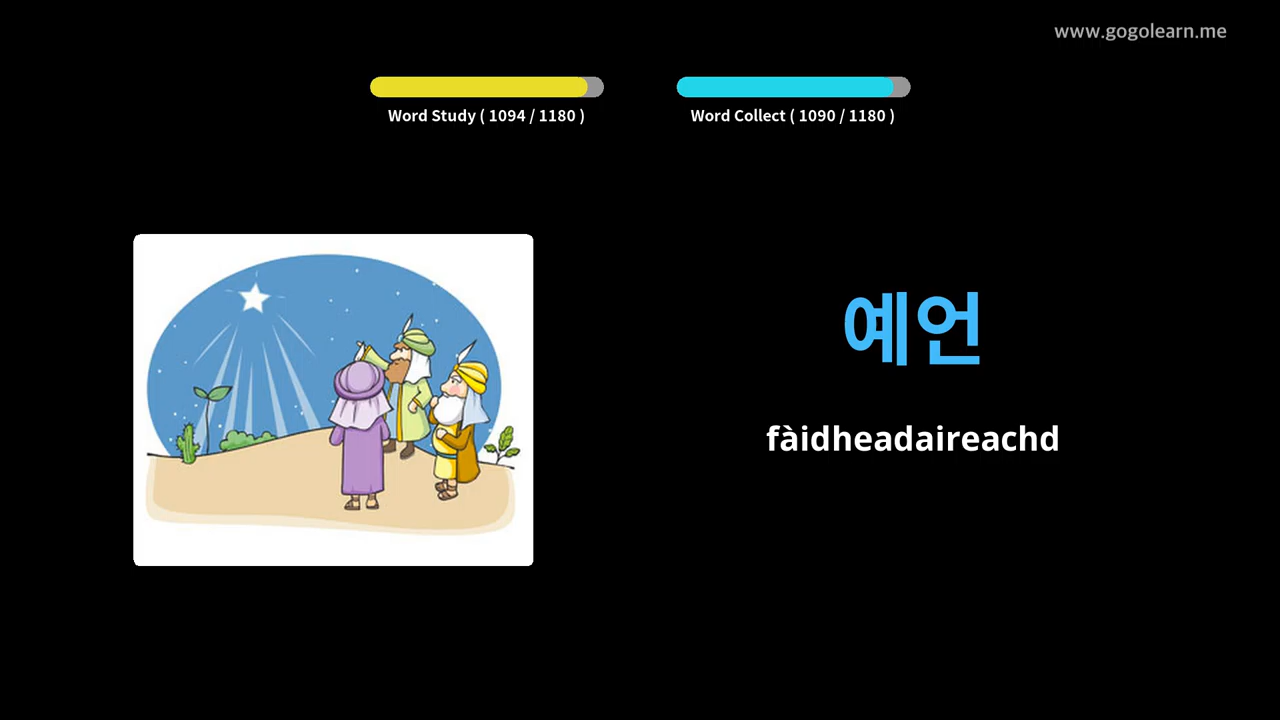 www.gogolearn.me
Word Study ( 1094 / 1180 )
Word Collect ( 1090 / 1180 )
예언
fàidheadaireachd